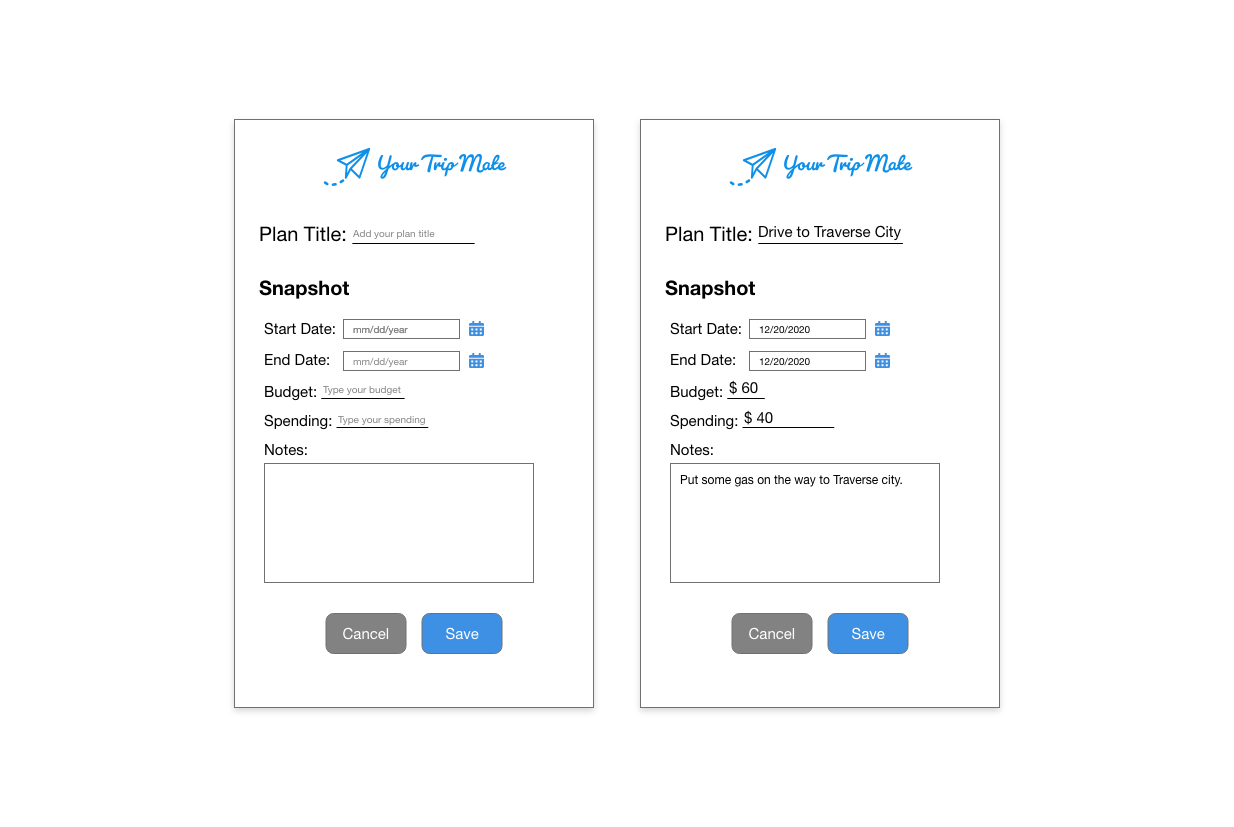 Your Trip Mate
Plan Title: Add your plan title
Snapshot
Start Date: mm/dd/year
End Date: mm/dd/year
Budget: Type your budget
Spending: Type your spending
Notes:
Cancel Save
Your Trip Mate
Plan Title: Drive to Traverse City
Snapshot
Start Date: 12/20/2020
End Date: 12/20/2020
Budget: $ 60
Spending: $ 40
Notes:
Put some gas on the way to Traverse city.
Cancel Save